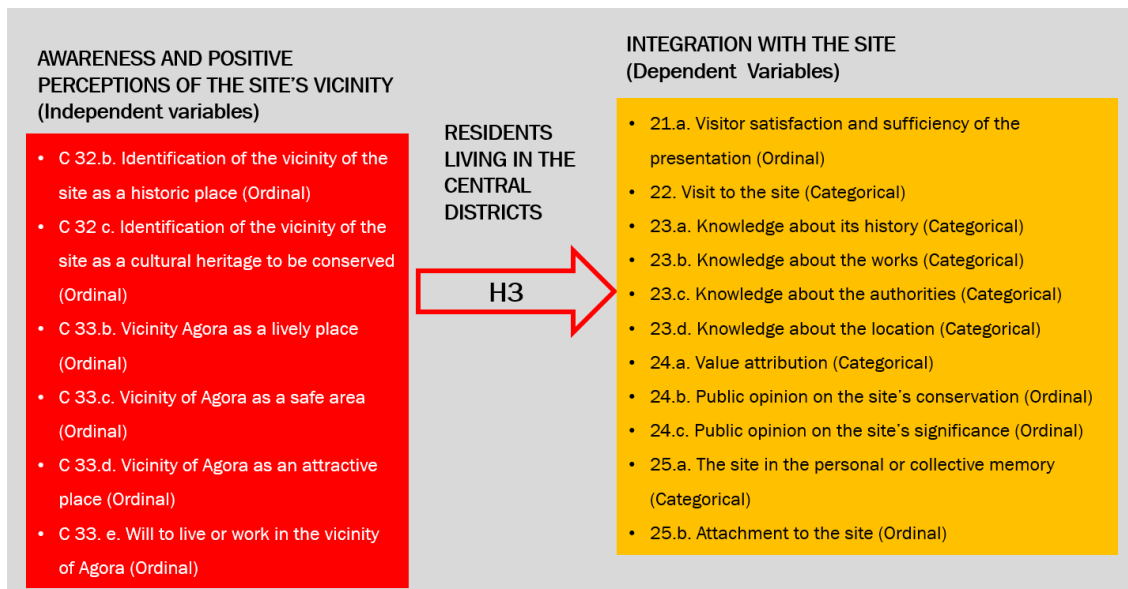 AWARENESS AND POSITIVE
PERCEPTIONS OF THE SITE'S VICINITY
(Independent variables)
• C 32.b. Identification of the vicinity of the
site as a historic place (Ordinal)
• C 32 c. Identification of the vicinity of the
site as a cultural heritage to be conserved
(Ordinal)
• C 33.b. Vicinity Agora as a lively place
(Ordinal)
• C 33.c. Vicinity of Agora as a safe area
(Ordinal)
• C 33.d. Vicinity of Agora as an attractive
place (Ordinal)
• C 33. e. Will to live or work in the vicinity
of Agora (Ordinal)
RESIDENTS
LIVING IN THE
CENTRAL
DISTRICTS
H3
INTEGRATION WITH THE SITE
(Dependent  Variables)
• 21.a. Visitor satisfaction and sufficiency of the
presentation (Ordinal)
• 22. Visit to the site (Categorical)
• 23.a. Knowledge about its history (Categorical)
• 23.b. Knowledge about the works (Categorical)
• 23.c. Knowledge about the authorities (Categorical)
• 23.d. Knowledge about the location (Categorical)
• 24.a. Value attribution (Categorical)
• 24.b. Public opinion on the site's conservation (Ordinal)
• 24.c. Public opinion on the site's significance (Ordinal)
• 25.a. The site in the personal or collective memory
(Categorical)
• 25.b. Attachment to the site (Ordinal)